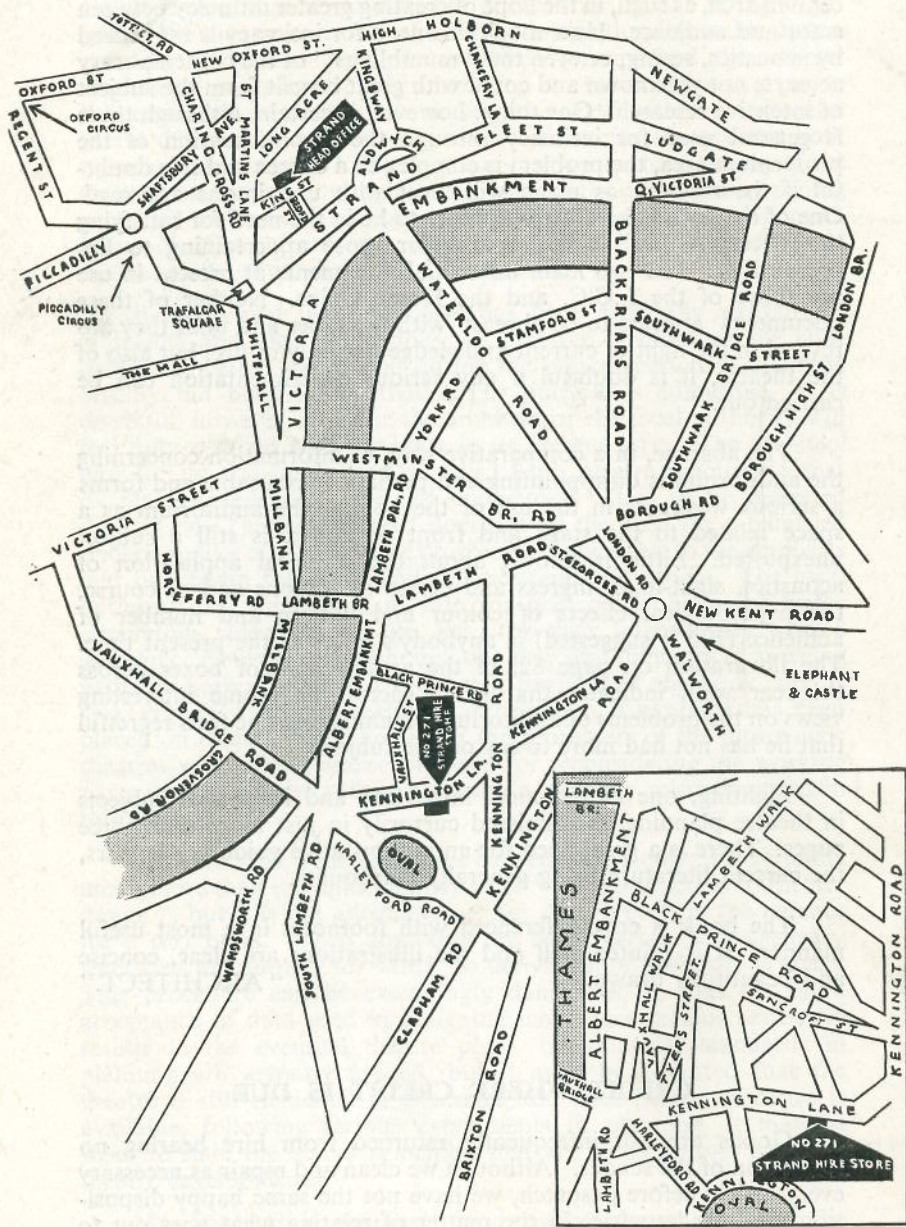 TOTT. CT. RD
NEW OXFORD ST.
HIGH
HOLBORN
OXFORD ST
OXFORD CIRCUS
REGENT ST
CHARING CROSS RD
SHAFTSBURY AVE.
ST MARTINS LANE
LONG ACRE
KINGSWAY
CHANCERY LA
NEWGATE
STRAND HEAD OFFICE
ALDWYCH
FLEET ST
LUDGATE
KING ST
STRAND
EMBANKMENT
Q. VICTORIA ST
PICCADILLY
PICCADILLY CIRCUS
TRAFALGAR SQUARE
THE MALL
WHITEHALL
VICTORIA
WATERLOO ROAD
STAMFORD ST
BLACKFRIARS ROAD
SOUTHWARK STREET
SOUTHWARK BRIDGE ROAD
LONDON BR.
BOROUGH HIGH ST
SOUTHWARK BRIDGE
YORK RD
WESTMINSTER BR. RD
BOROUGH RD
VICTORIA STREET
MILLBANK
LAMBETH PAL. RD
HORSEFERRY RD
LAMBETH BR
LAMBETH ROAD
ST GEORGES RD
LONDON RD
NEW KENT ROAD
VAUXHALL BRIDGE ROAD
MILLBANK
ALBERT EMBANKMT
BLACK PRINCE RD
KENNINGTON ROAD
KENNINGTON LA.
WALWORTH ROAD
ELEPHANT & CASTLE
GROSVENOR RD
VAUXHALL ST
NO 271 STRAND HIRE STORE
KENNINGTON LA.
OVAL
HARLEYFORD ROAD
KENNINGTON
WANDSWORTH RD
SOUTH LAMBETH RD
CLAPHAM RD
BRIXTON ROAD
LAMBETH BR.
THAMES
ALBERT EMBANKMENT
LAMBETH WALK
BLACK PRINCE ROAD
VAUXHALL WALK
TYERS STREET.
SANCROFT ST
KENNINGTON ROAD
VAUXHALL BRIDGE
KENNINGTON LANE
LAMBETH RD
HARLEYFORD RD
KENNINGTON
OVAL
NO 271
STRAND HIRE STORE